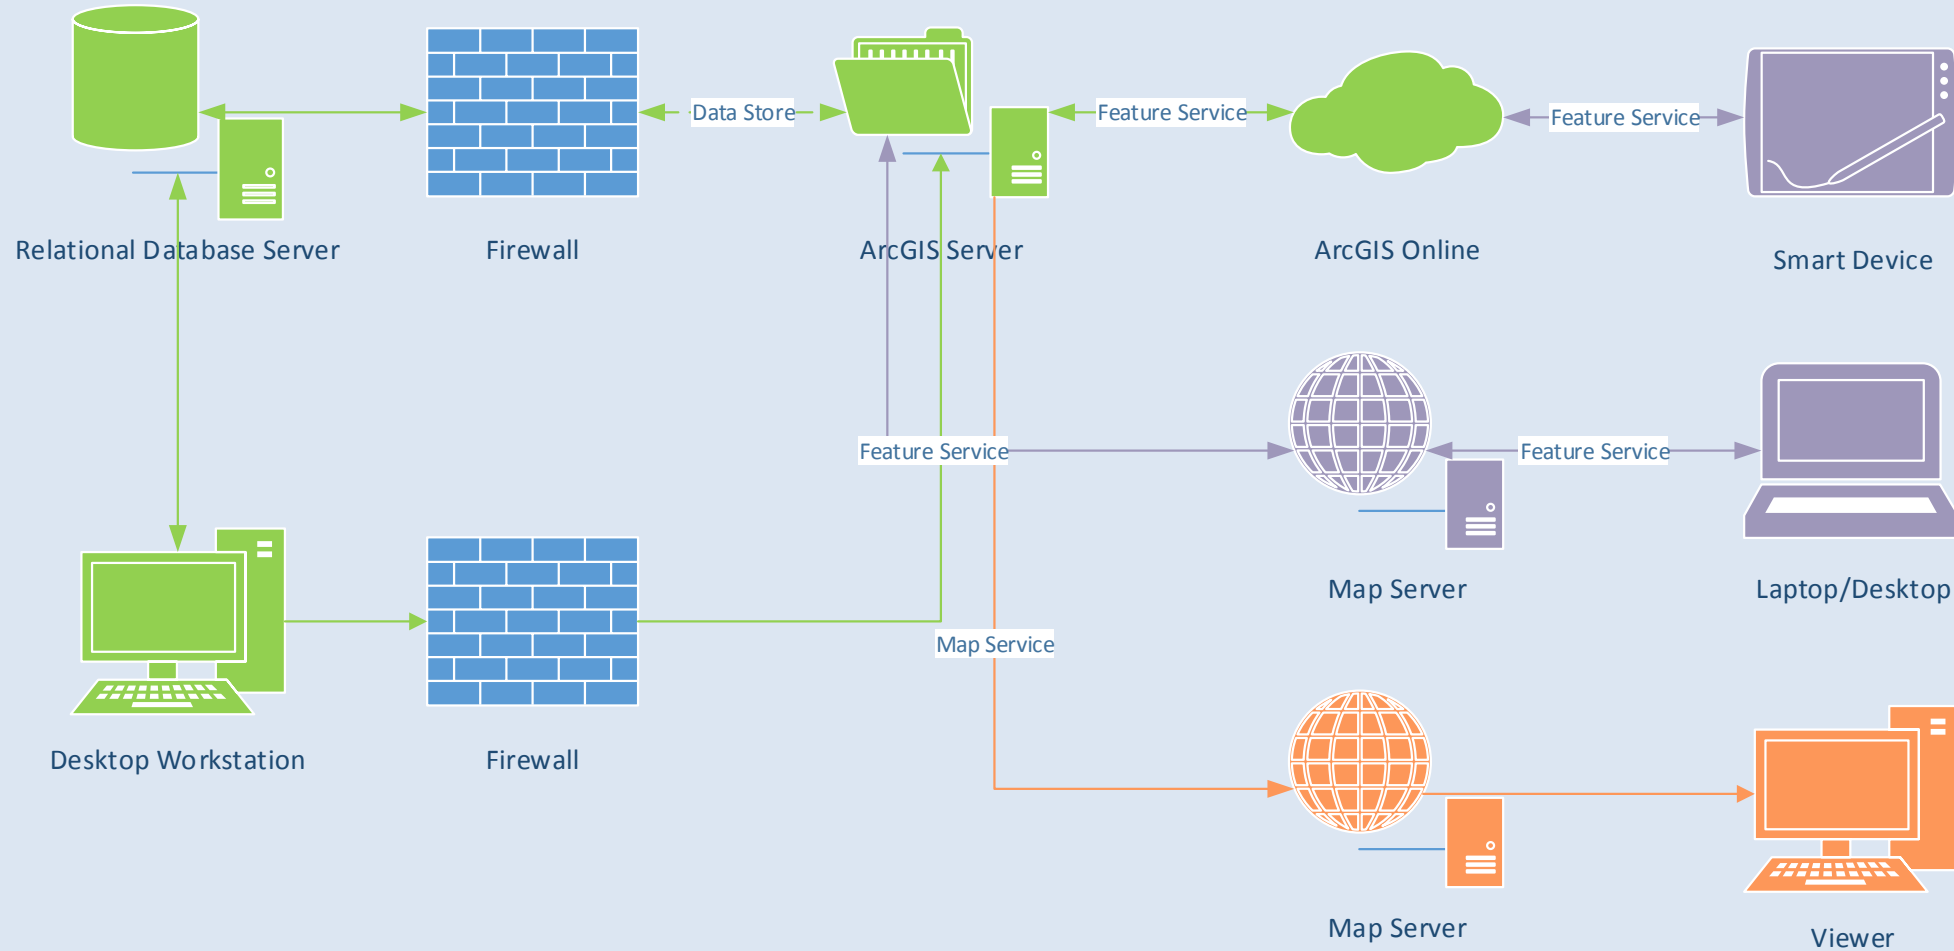 Data Store
Feature Service
Feature Service
Relational Database Server
Firewall
ArcGIS Server
ArcGIS Online
Smart Device
Feature Service
Feature Service
Map Server
Laptop/Desktop
Map Service
Desktop Workstation
Firewall
Map Server
Viewer